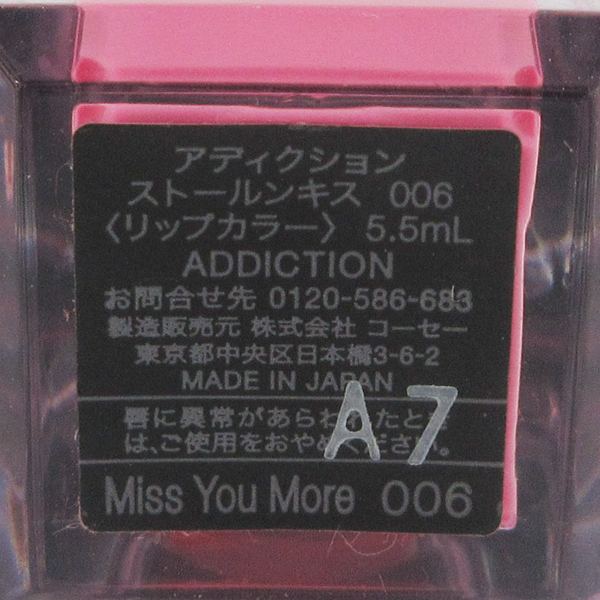 アディクション
ストールンキス 006
〈リップカラー〉 5.5mL
ADDICTION
お問合せ先 0120-586-683
製造販売元 株式会社 コーセー
東京都中央区日本橋3-6-2
MADE IN JAPAN
唇に異常があらわれたとき
は、ご使用をおやめください。
A7
Miss You More 006